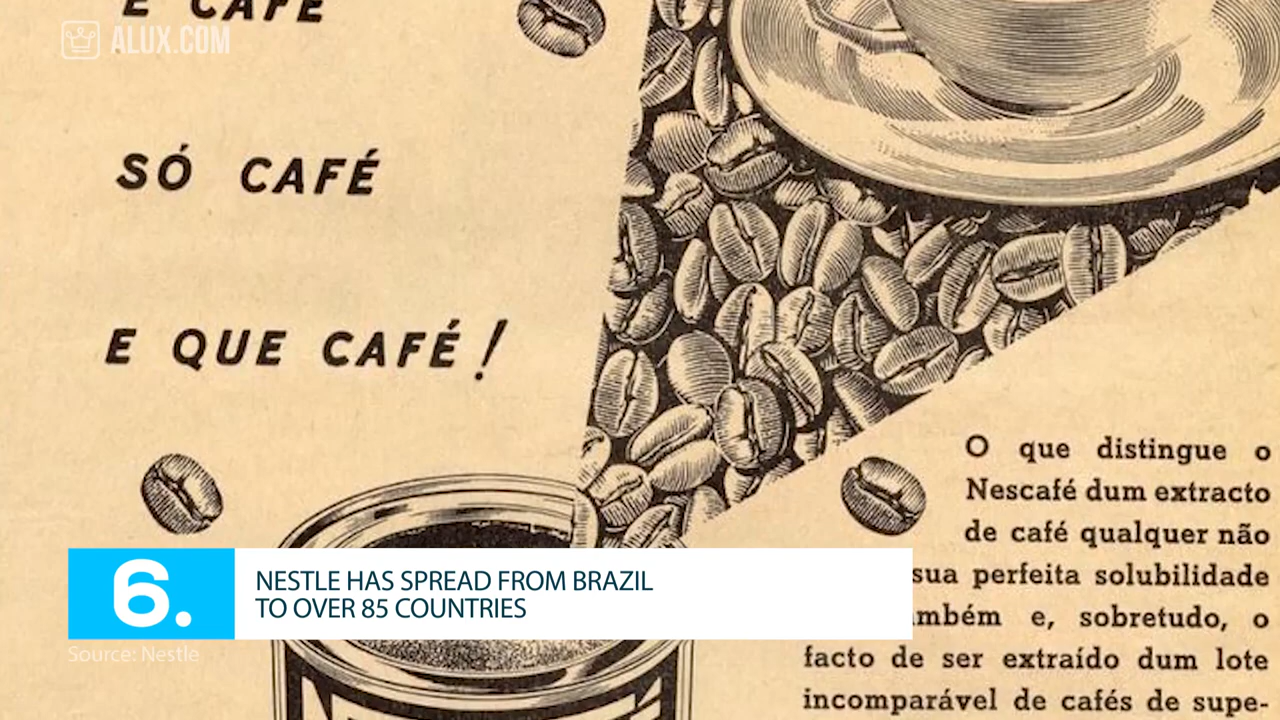 É CAFÉ
ALUX.COM
SÓ CAFÉ
E QUE CAFÉ!
O que distingue o
Nescafé dum extracto
de café qualquer não
sua perfeita solubilidade
também e, sobretudo, o
facto de ser extraído dum lote
incomparável de cafés de supe-
6.
NESTLE HAS SPREAD FROM BRAZIL
TO OVER 85 COUNTRIES
Source: Nestle